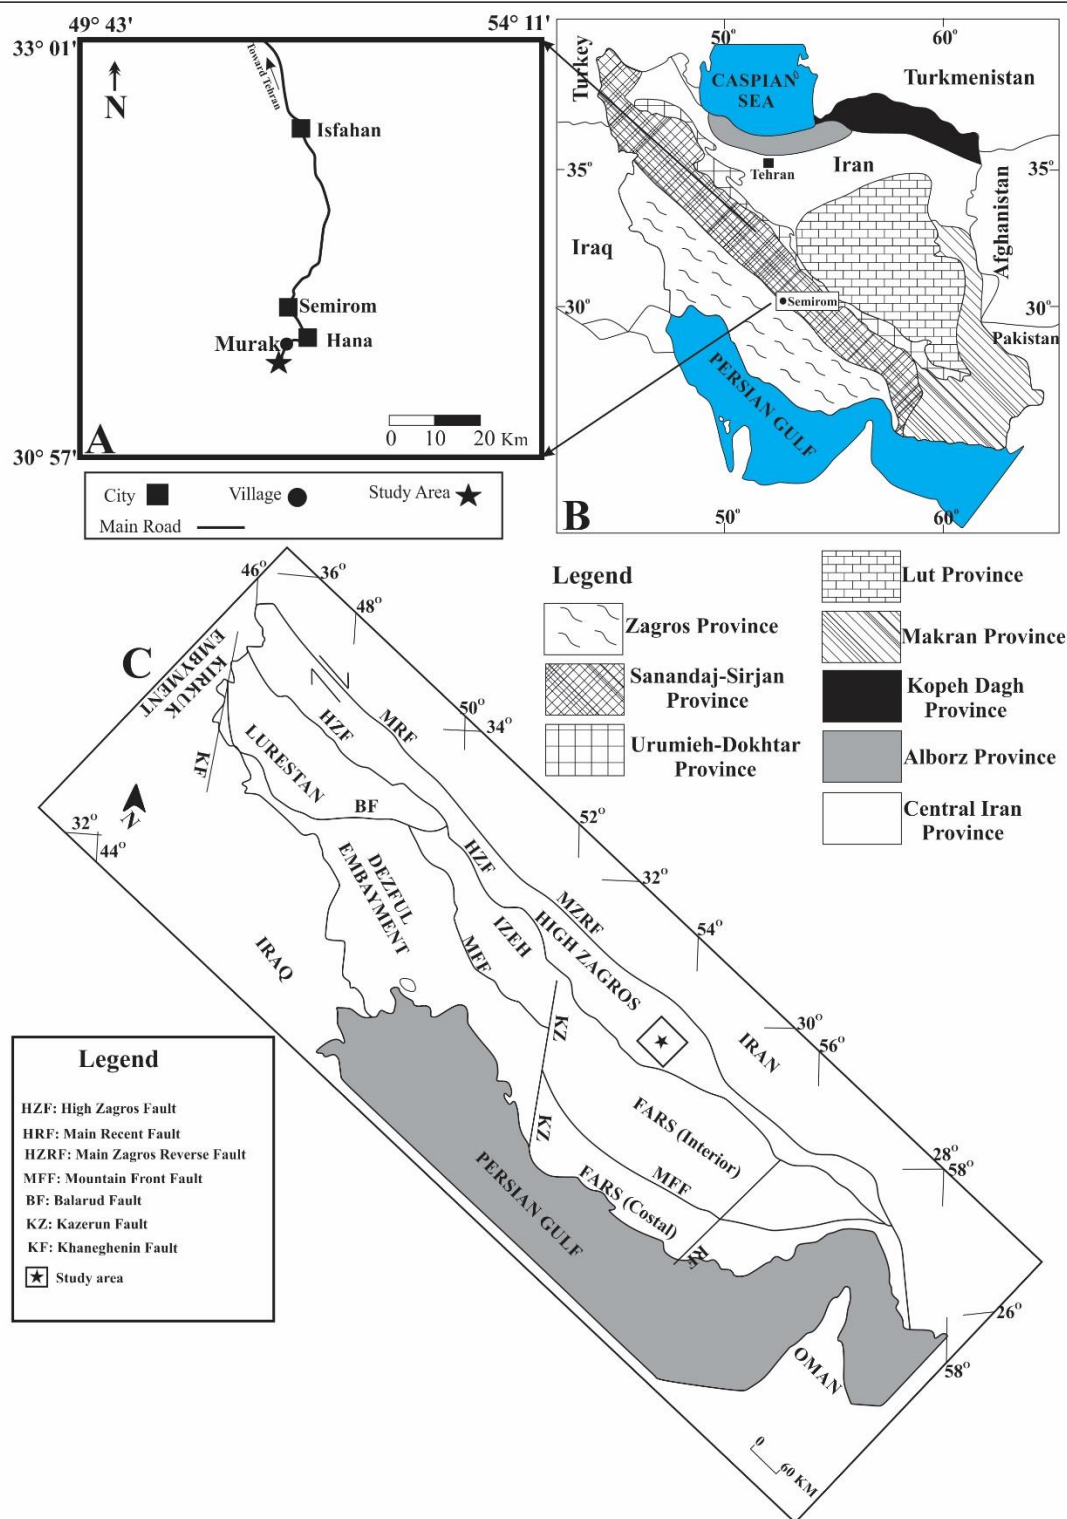 49° 43'
54° 11'
33° 01'
30° 57'
N
Toward Tehran
Isfahan
Semirom
Murak
Hana
0 10 20 Km
A
City
Village
Study Area
Main Road
50°
60°
Turkey
CASPIAN
SEA
Turkmenistan
35°
35°
Tehran
Iran
Afghanistan
Iraq
30°
Semirom
30°
Pakistan
PERSIAN GULF
B
50°
60°
Legend
Zagros Province
Sanandaj-Sirjan
Province
Urumieh-Dokhtar
Province
Lut Province
Makran Province
Kopeh Dagh
Province
Alborz Province
Central Iran
Province
C
46°
36°
48°
KIRKUK
EMBYMENT
50°
34°
HZF
MRF
LURESTAN
KF
BF
N
32°
44°
52°
HZF
DEZFUL
EMBAYMENT
32°
MZRF
IZEH
HIGH ZAGROS
54°
MFF
IRAQ
KZ
30°
56°
IRAN
KZ
FARS (Interior)
28°
58°
MFF
FARS (Costal)
PERSIAN GULF
RF
26°
58°
OMAN
0
60 KM
Legend
HZF: High Zagros Fault
HRF: Main Recent Fault
HZRF: Main Zagros Reverse Fault
MFF: Mountain Front Fault
BF: Balarud Fault
KZ: Kazerun Fault
KF: Khaneghenin Fault
Study area